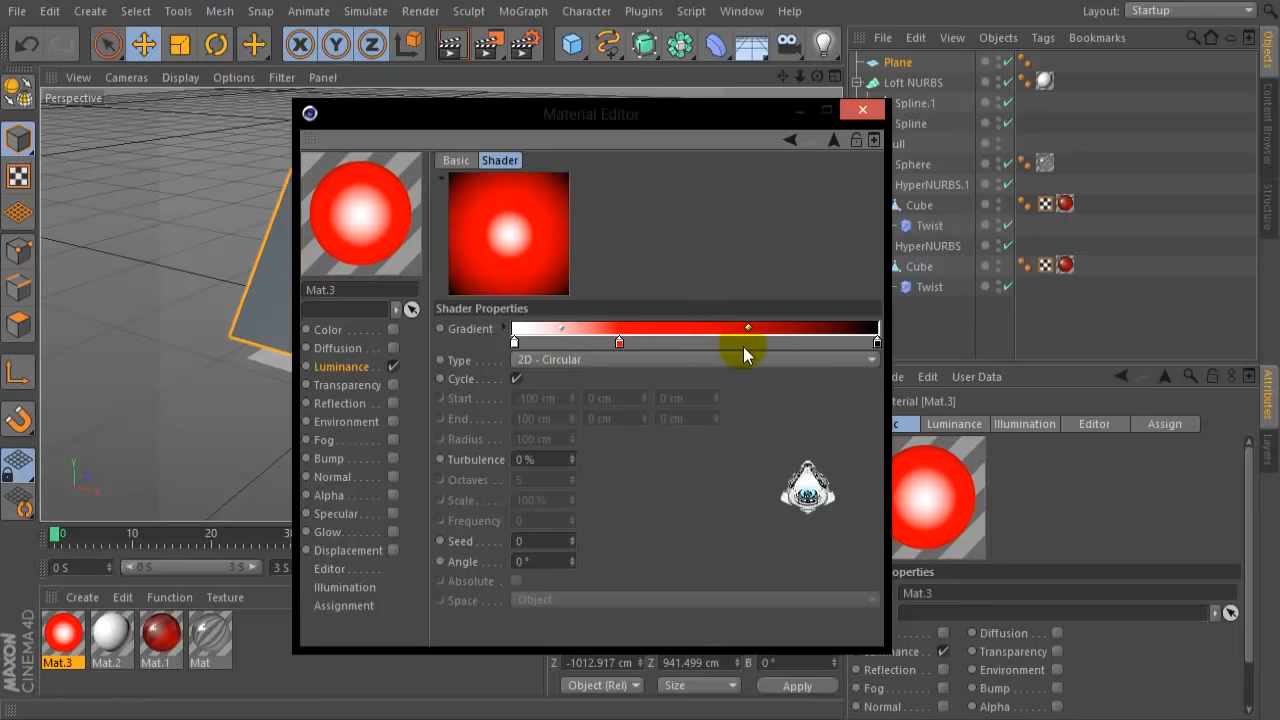 File Edit Create Select Tools Mesh Snap Animate Simulate Render Sculpt MoGraph Character Plugins Script Window Help Layout: Startup
File Edit View Objects Tags Bookmarks
View Cameras Display Options Filter Panel
Perspective
Material Editor
Plane
Loft NURBS
Spline.1
Spline
Sphere
HyperNURBS.1
Cube
Twist
HyperNURBS
Cube
Twist
Objects
Content Browser
Structure
Basic Shader
Mat.3
Shader Properties
Gradient
Type 2D - Circular
Cycle
Start -100 cm 0 cm 0 cm
End 100 cm 0 cm 0 cm
Radius 100 cm
Turbulence 0 %
Octaves 5
Scale 100 %
Frequency 0
Seed 0
Angle 0 °
Absolute
Space Object
Color
Diffusion
Luminance
Transparency
Reflection
Environment
Fog
Bump
Normal
Alpha
Specular
Glow
Displacement
Editor
Illumination
Assignment
Edit User Data
[Mat.3]
Luminance Illumination Editor Assign
Attributes
Layers
Mat.3
Diffusion
Transparency
Reflection Environment
Fog Bump
Normal Alpha
0 10 20
0 S 0 S 3 S
Create Edit Function Texture
Mat.3 Mat.2 Mat.1 Mat
Z -1012.917 cm Z 941.499 cm B 0 °
Object (Rel) Size Apply
MAXON
CINEMA 4D
Y
X
X Y Z